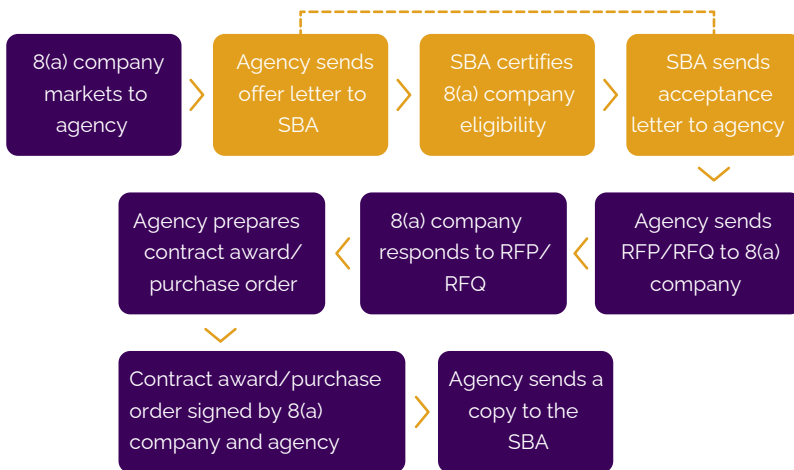 8(a) company
markets to
agency
Agency sends
offer letter to
SBA
SBA certifies
8(a) company
eligibility
SBA sends
acceptance
letter to agency
Agency sends
RFP/RFQ to 8(a)
company
8(a) company
responds to RFP/
RFQ
Agency prepares
contract award/
purchase order
Contract award/purchase
order signed by 8(a)
company and agency
Agency sends a
copy to the
SBA